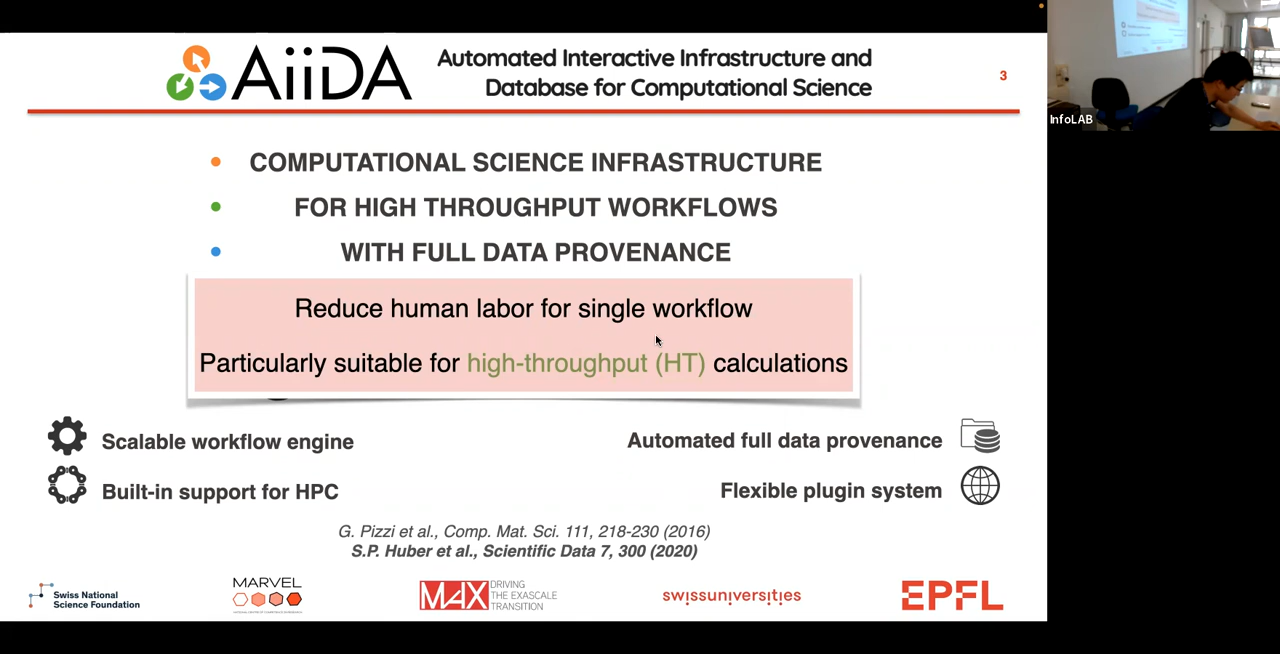 AiiDA
Automated Interactive Infrastructure and
Database for Computational Science
3
InfoLAB
COMPUTATIONAL SCIENCE INFRASTRUCTURE
FOR HIGH THROUGHPUT WORKFLOWS
WITH FULL DATA PROVENANCE
Reduce human labor for single workflow
Particularly suitable for high-throughput (HT) calculations
Scalable workflow engine
Automated full data provenance
Built-in support for HPC
Flexible plugin system
G. Pizzi et al., Comp. Mat. Sci. 111, 218-230 (2016)
S.P. Huber et al., Scientific Data 7, 300 (2020)
Swiss National
Science Foundation
MARVEL
MAX
DRIVING
THE EXASCALE
TRANSITION
swissuniversities
EPFL